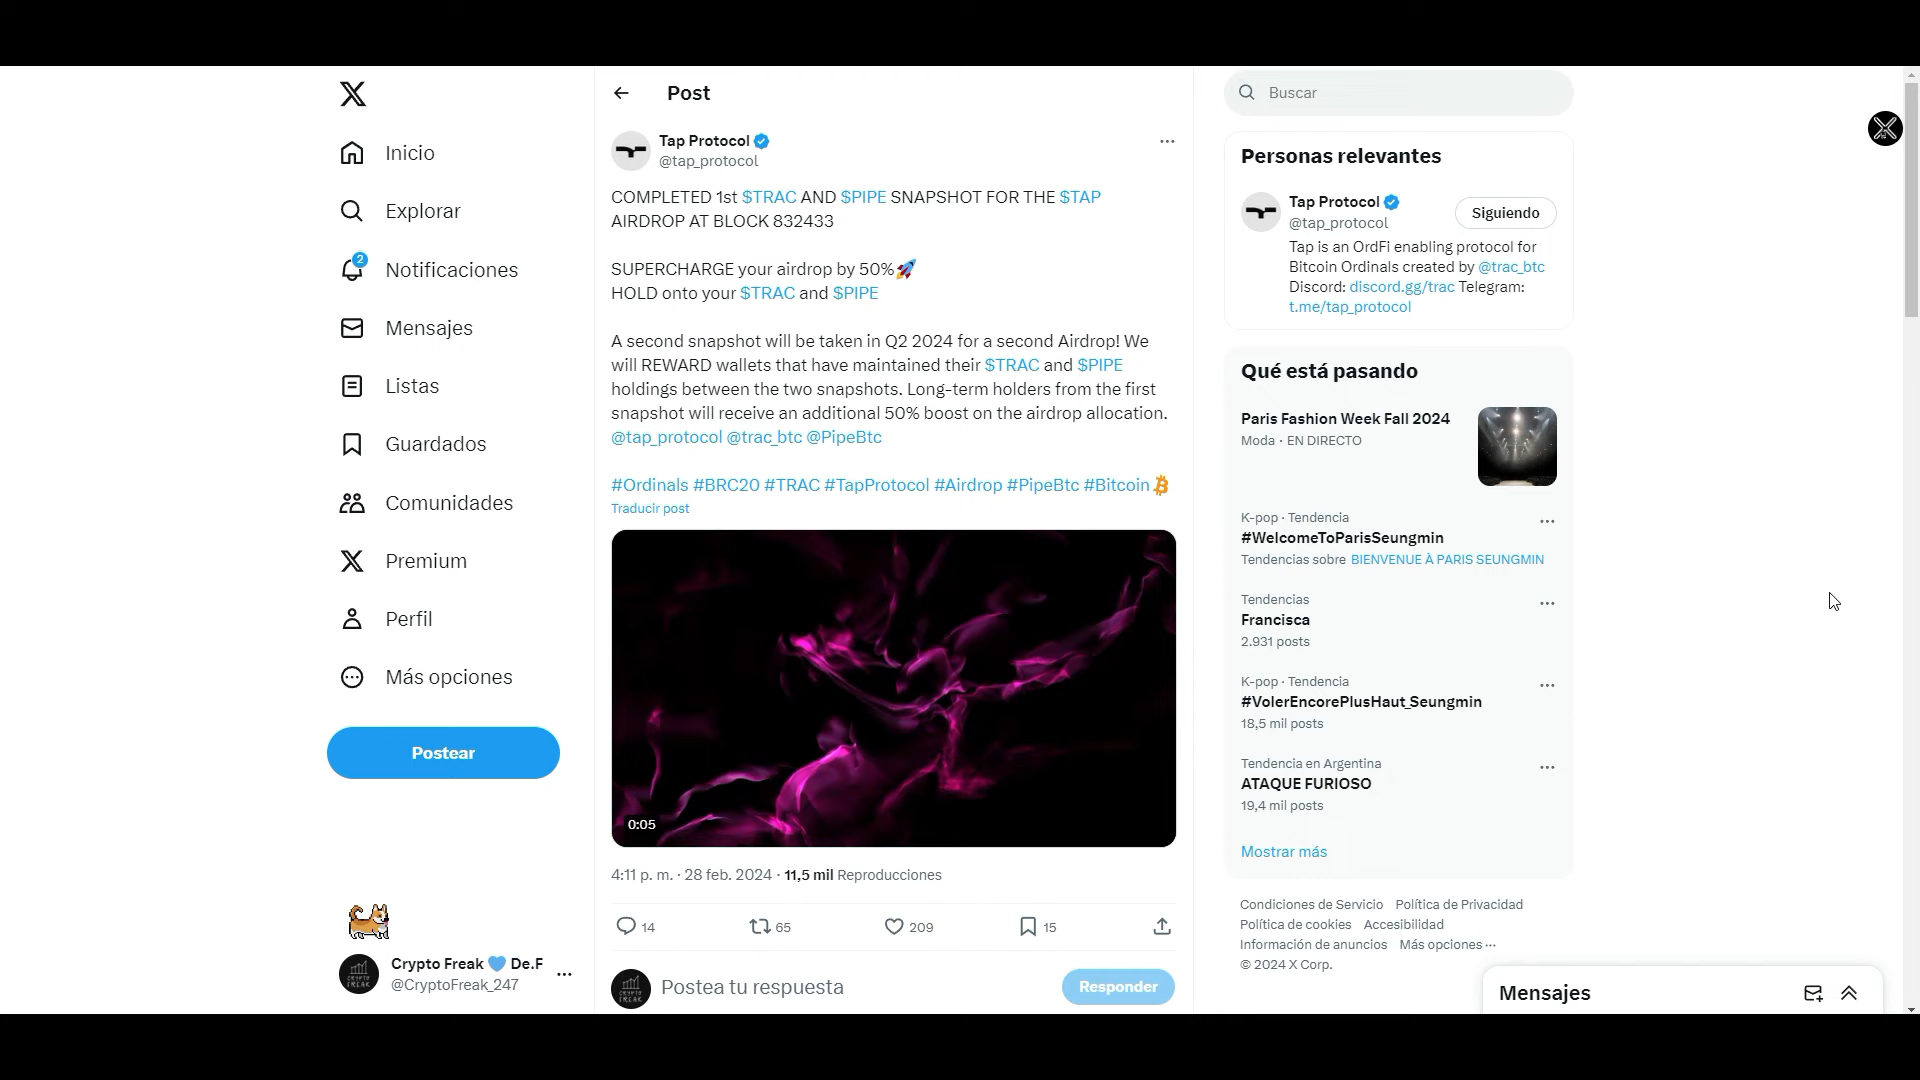 Inicio
Explorar
2
Notificaciones
Mensajes
Listas
Guardados
Comunidades
Premium
Perfil
Más opciones
Postear
Crypto Freak 💙 De.F
@CryptoFreak_247
Post
Tap Protocol
@tap_protocol
COMPLETED 1st $TRAC AND $PIPE SNAPSHOT FOR THE $TAP
AIRDROP AT BLOCK 832433
SUPERCHARGE your airdrop by 50%🚀
HOLD onto your $TRAC and $PIPE
A second snapshot will be taken in Q2 2024 for a second Airdrop! We
will REWARD wallets that have maintained their $TRAC and $PIPE
holdings between the two snapshots. Long-term holders from the first
snapshot will receive an additional 50% boost on the airdrop allocation.
@tap_protocol @trac_btc @PipeBtc
#Ordinals #BRC20 #TRAC #TapProtocol #Airdrop #PipeBtc #Bitcoin
Traducir post
0:05
4:11 p. m. · 28 feb. 2024 · 11,5 mil Reproducciones
14 65 209 15
Postea tu respuesta
Responder
Buscar
Personas relevantes
Tap Protocol
@tap_protocol
Siguiendo
Tap is an OrdFi enabling protocol for
Bitcoin Ordinals created by @trac_btc
Discord: discord.gg/trac Telegram:
t.me/tap_protocol
Qué está pasando
Paris Fashion Week Fall 2024
Moda · EN DIRECTO
K-pop · Tendencia
#WelcomeToParisSeungmin
Tendencias sobre BIENVENUE À PARIS SEUNGMIN
Tendencias
Francisca
2.931 posts
K-pop · Tendencia
#VolerEncorePlusHaut_Seungmin
18,5 mil posts
Tendencia en Argentina
ATAQUE FURIOSO
19,4 mil posts
Mostrar más
Condiciones de Servicio Política de Privacidad
Política de cookies Accesibilidad
Información de anuncios Más opciones ···
© 2024 X Corp.
Mensajes